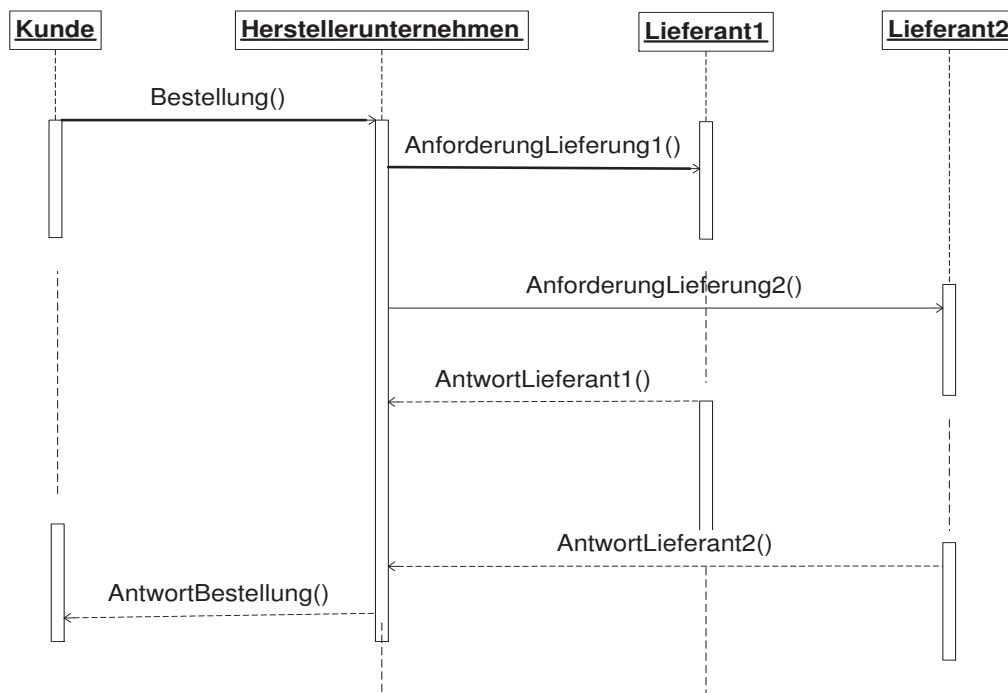 Kunde
Herstellerunternehmen
Lieferant1
Lieferant2
Bestellung()
AnforderungLieferung1()
AnforderungLieferung2()
AntwortLieferant1()
AntwortLieferant2()
AntwortBestellung()